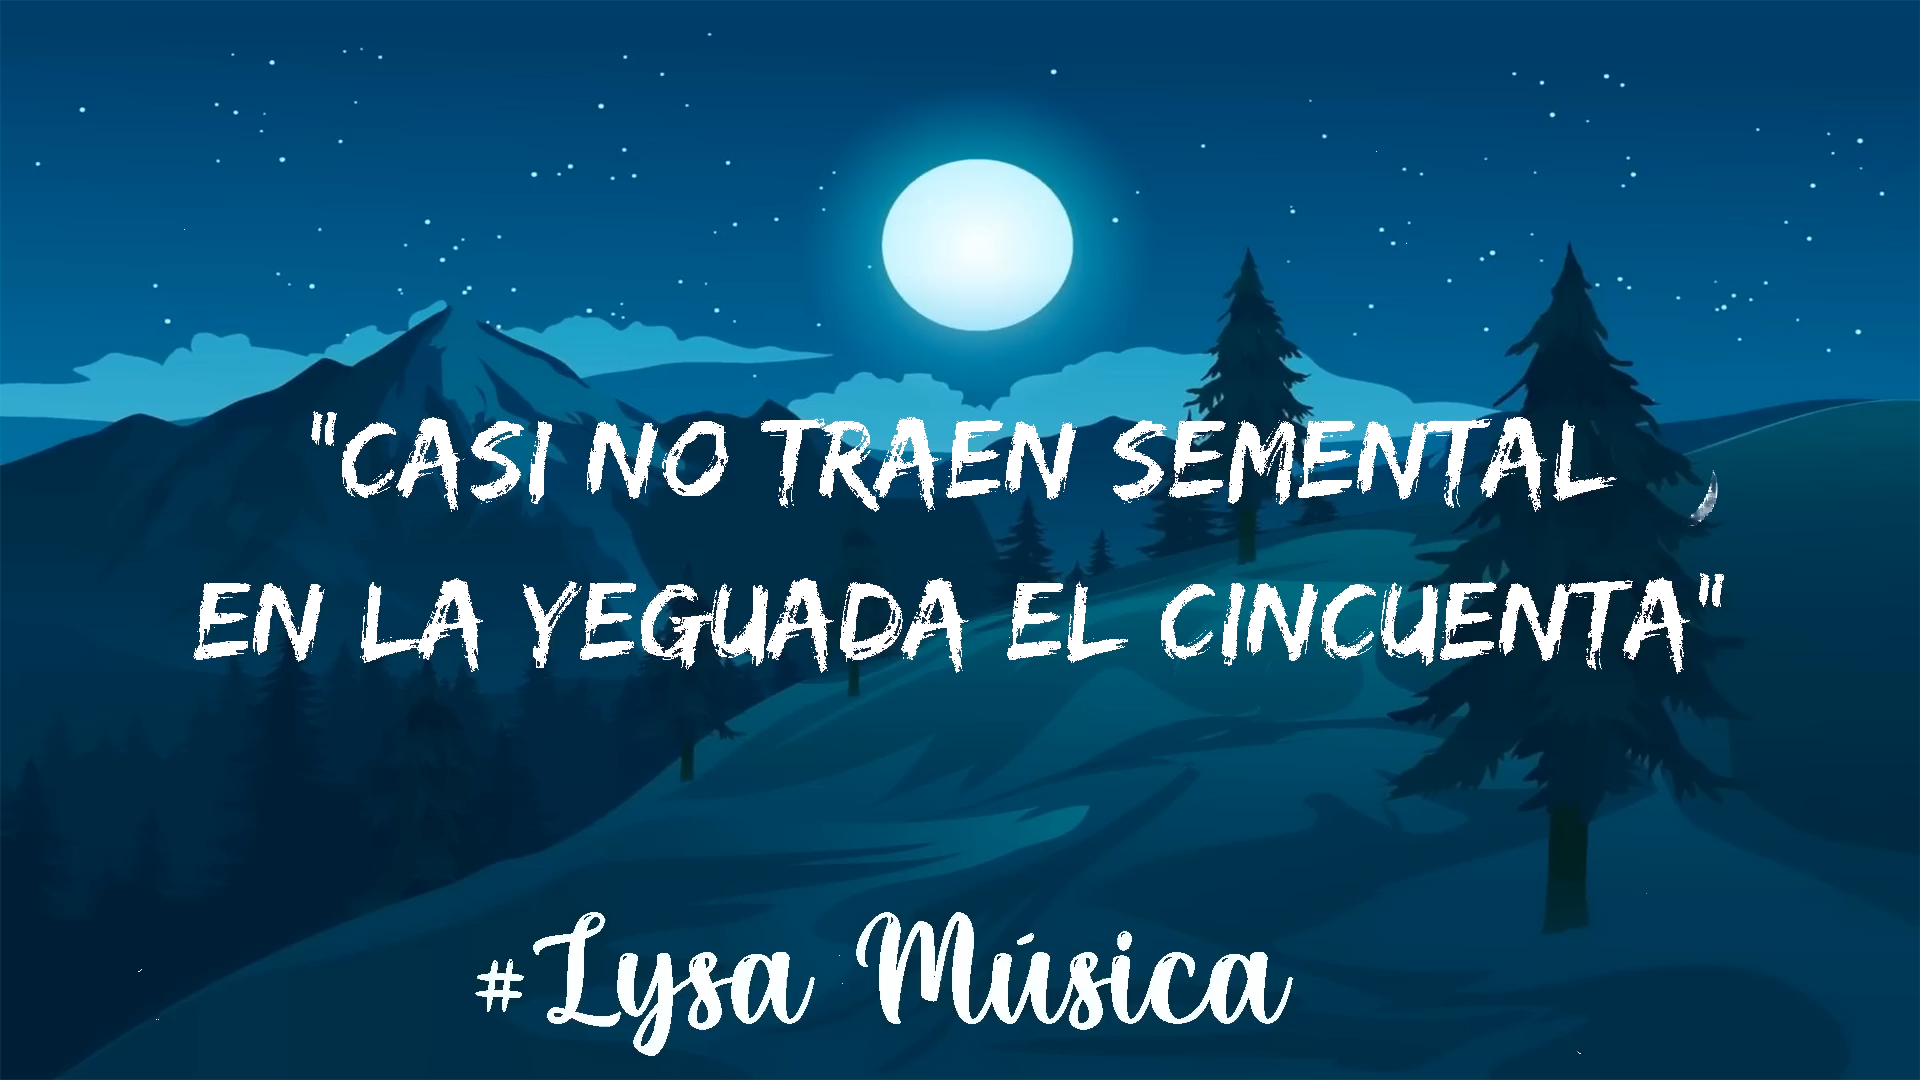 "CASI NO TRAEN SEMENTAL
EN LA YEGUADA EL CINCUENTA"
#Lysa Música